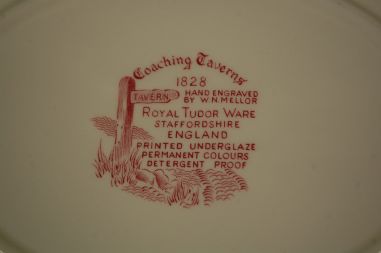 Coaching Taverns
1828
TAVERN
HAND ENGRAVED
BY W.N. MELLOR
ROYAL TUDOR WARE
STAFFORDSHIRE
ENGLAND
PRINTED UNDERGLAZE
PERMANENT COLOURS
DETERGENT PROOF